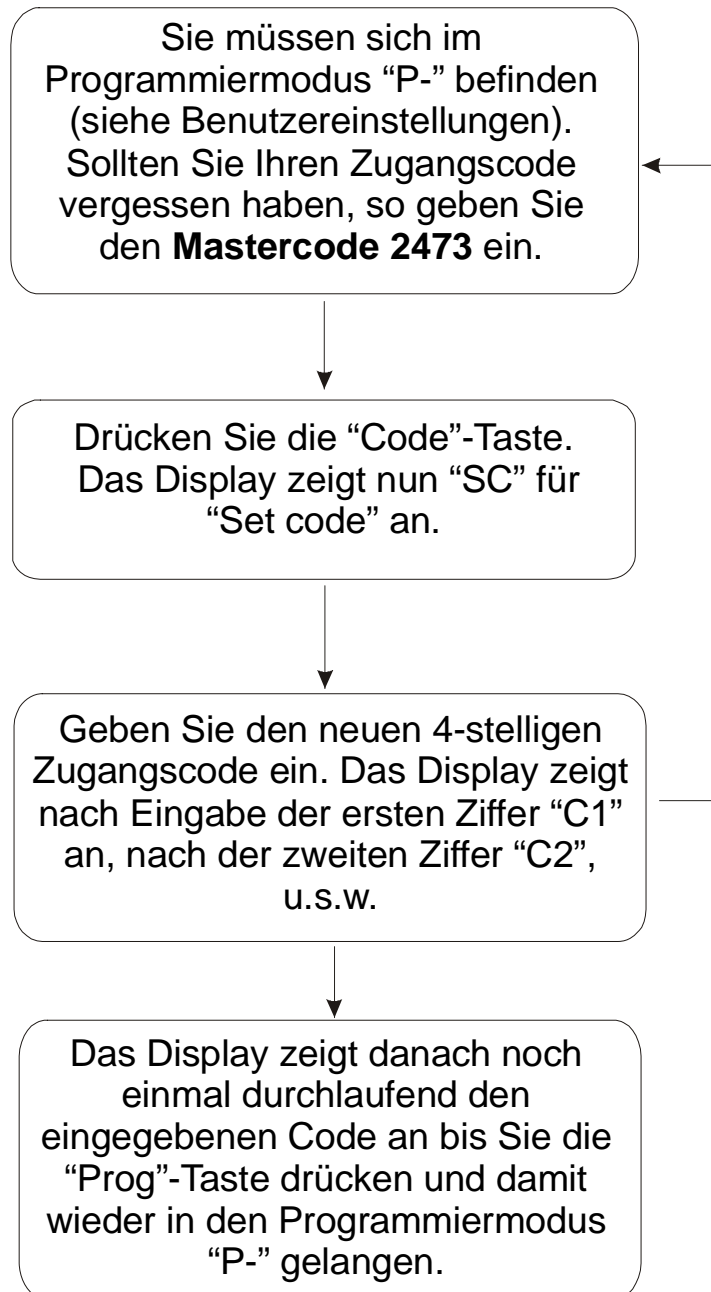 Sie müssen sich im
Programmiermodus “P-” befinden
(siehe Benutzereinstellungen).
Sollten Sie Ihren Zugangscode
vergessen haben, so geben Sie
den Mastercode 2473 ein.
Drücken Sie die “Code”-Taste.
Das Display zeigt nun “SC” für
“Set code” an.
Geben Sie den neuen 4-stelligen
Zugangscode ein. Das Display zeigt
nach Eingabe der ersten Ziffer “C1”
an, nach der zweiten Ziffer “C2”,
u.s.w.
Das Display zeigt danach noch
einmal durchlaufend den
eingegebenen Code an bis Sie die
“Prog”-Taste drücken und damit
wieder in den Programmiermodus
“P-” gelangen.